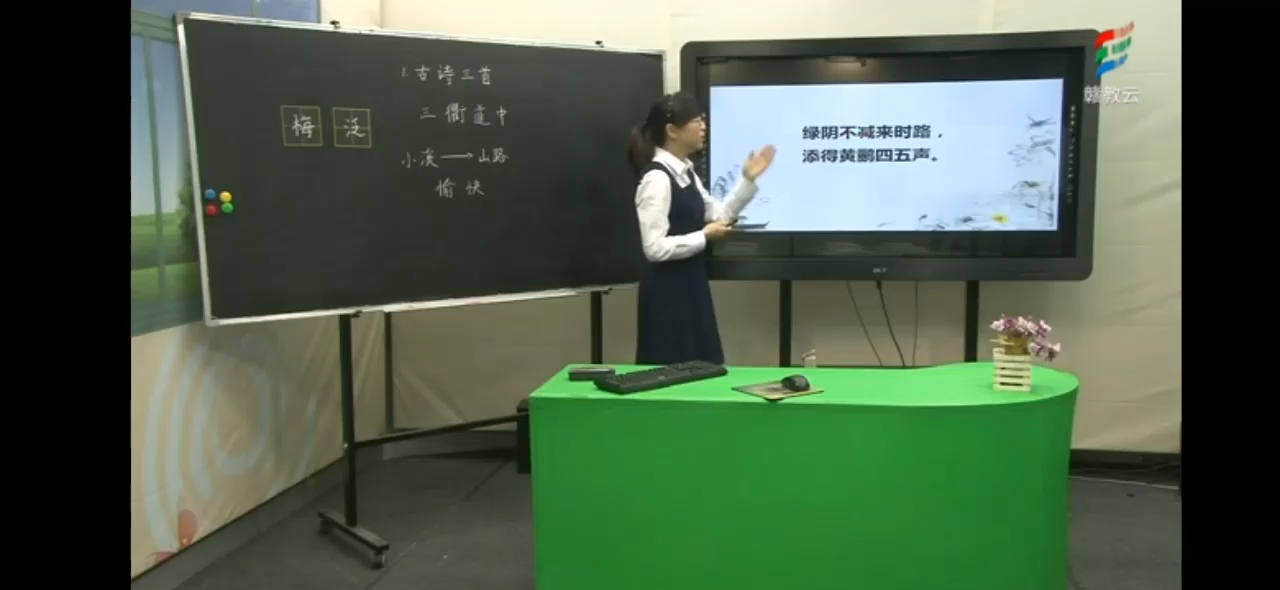 1.古诗三首
三衢道中
梅 泛
小溪→山路
愉快
绿阴不减来时路，
添得黄鹂四五声。
赣教云